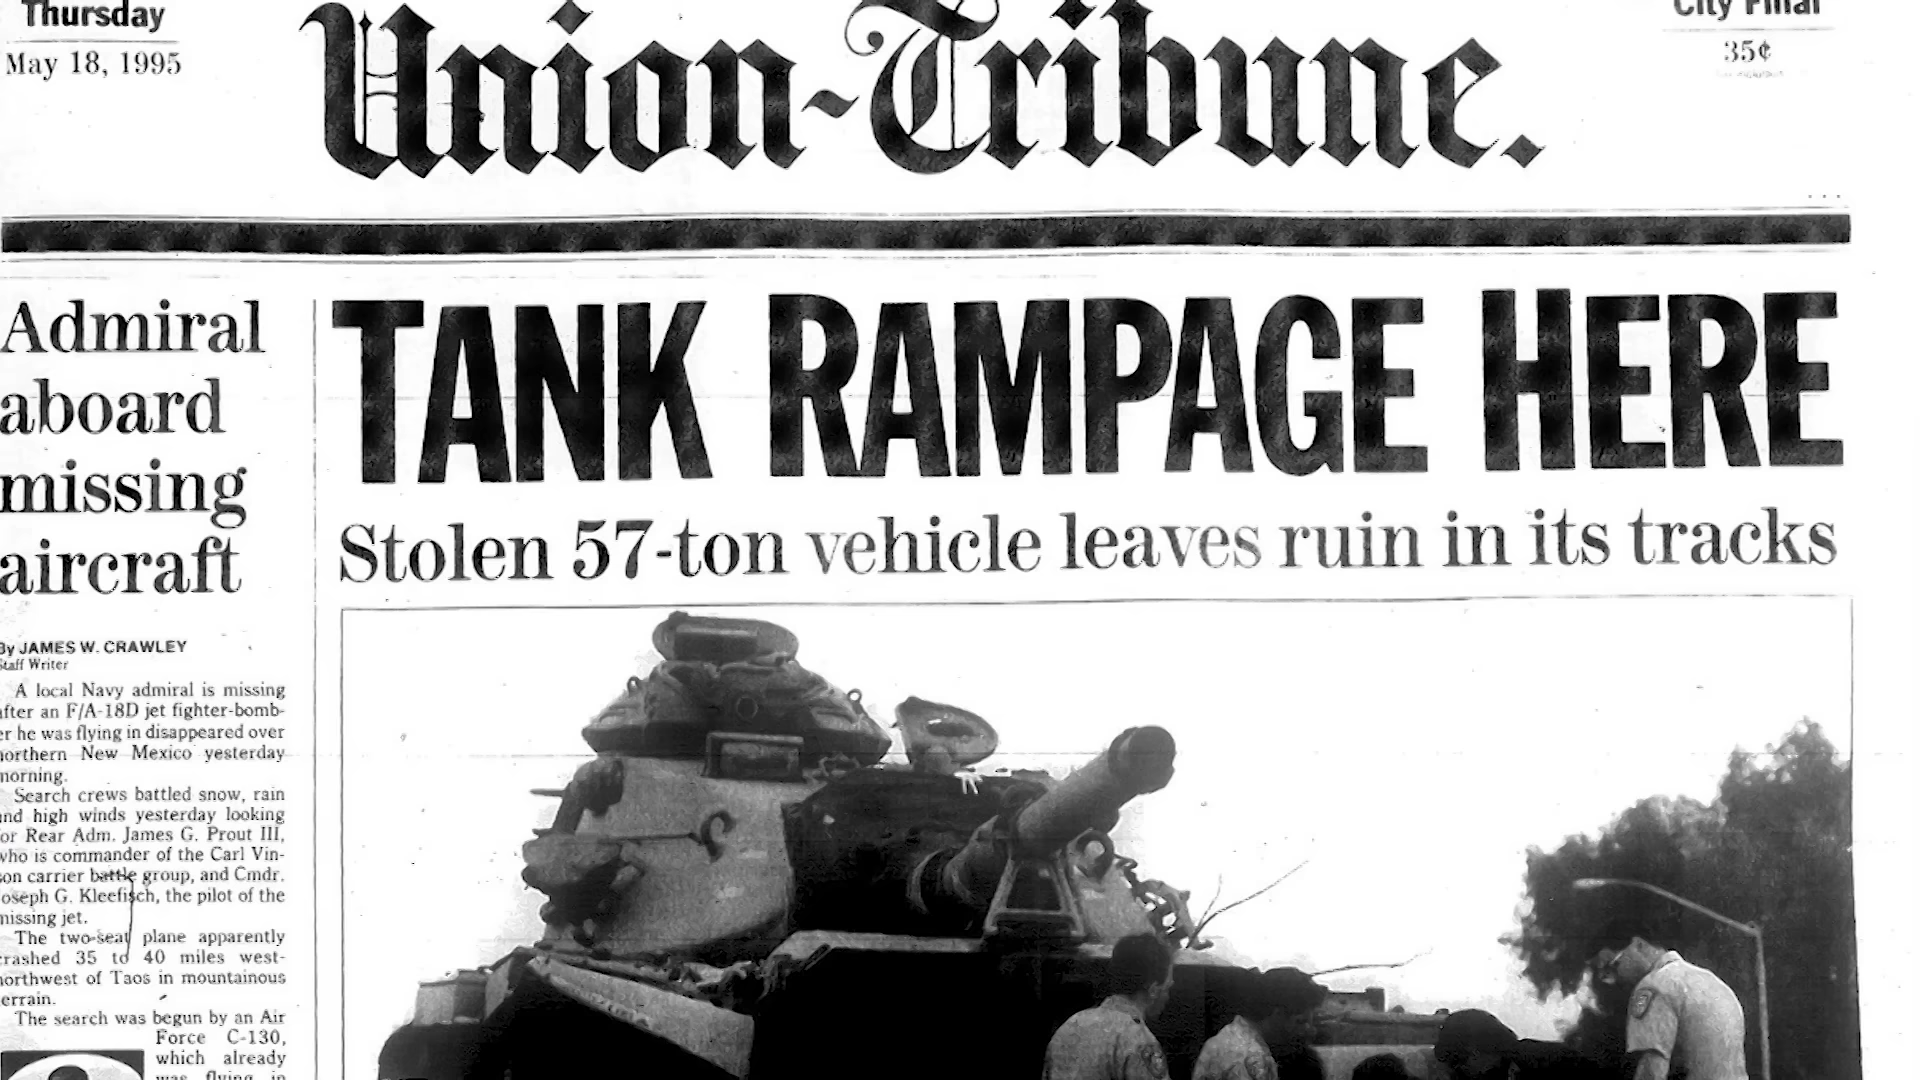 Thursday
May 18, 1995
Union-Tribune.
City Final
35¢
Admiral
aboard
missing
aircraft
TANK RAMPAGE HERE
Stolen 57-ton vehicle leaves ruin in its tracks
By JAMES W. CRAWLEY
Staff Writer
A local Navy admiral is missing
after an F/A-18D jet fighter-bomb-
er he was flying in disappeared over
northern New Mexico yesterday
morning.
Search crews battled snow, rain
and high winds yesterday looking
for Rear Adm. James G. Prout III,
who is commander of the Carl Vin-
son carrier battle group, and Cmdr.
Joseph G. Kleefisch, the pilot of the
missing jet.
The two-seat plane apparently
crashed 35 to 40 miles west-
northwest of Taos in mountainous
terrain.
The search was begun by an Air
Force C-130,
which already
was flying in